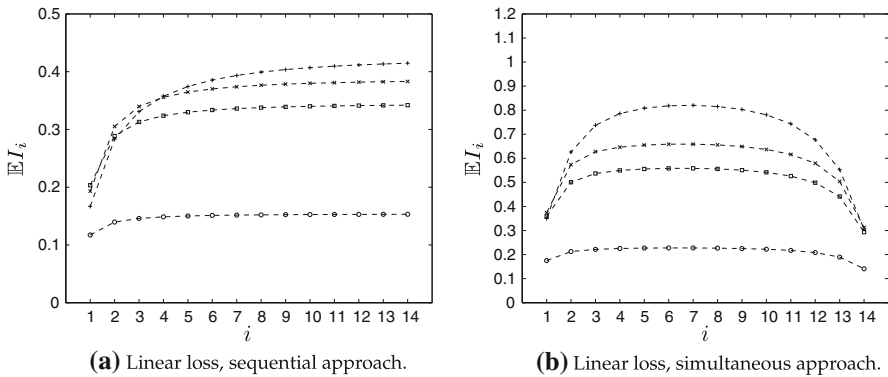 0.5
0.4
0.3
0.2
0.1
0
𝔼I_i
1 2 3 4 5 6 7 8 9 10 11 12 13 14
i
(a) Linear loss, sequential approach.
1.2
1.1
1
0.9
0.8
0.7
0.6
0.5
0.4
0.3
0.2
0.1
0
𝔼I_i
1 2 3 4 5 6 7 8 9 10 11 12 13 14
i
(b) Linear loss, simultaneous approach.